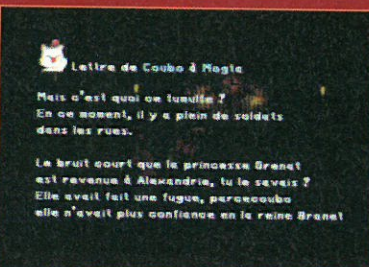 Lettre de Coubo à Mogta
Mais c'est quoi ce tumulte ?
En ce moment, il y a plein de soldats
dans les rues.
Le bruit court que la princesse Grenat
est revenue à Alexandrie, tu le savais ?
Elle avait fait une fugue, parcecoubo
elle n'avait plus confiance en la reine Branet